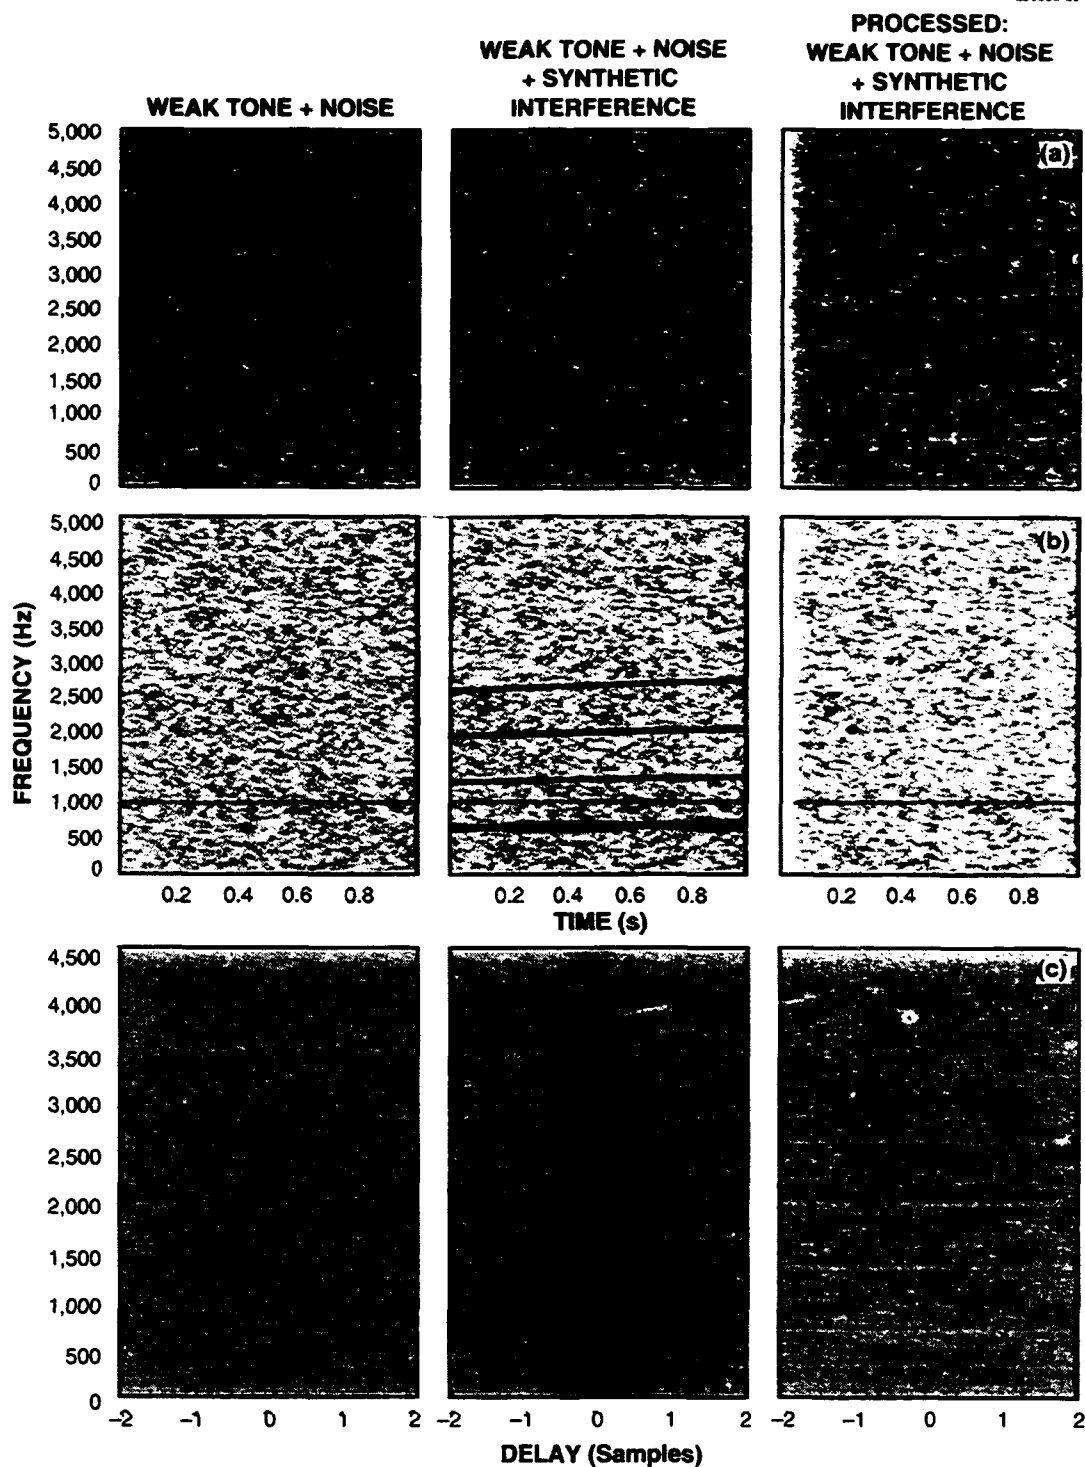 WEAK TONE + NOISE
WEAK TONE + NOISE
+ SYNTHETIC
INTERFERENCE
PROCESSED:
WEAK TONE + NOISE
+ SYNTHETIC
INTERFERENCE
5,000
4,500
4,000
3,500
3,000
2,500
2,000
1,500
1,000
500
0
(a)
5,000
4,500
4,000
3,500
3,000
2,500
2,000
1,500
1,000
500
0
(b)
FREQUENCY (Hz)
0.2 0.4 0.6 0.8
0.2 0.4 0.6 0.8
0.2 0.4 0.6 0.8
TIME (s)
4,500
4,000
3,500
3,000
2,500
2,000
1,500
1,000
500
0
(c)
−2 −1 0 1 2
−2 −1 0 1 2
−2 −1 0 1 2
DELAY (Samples)